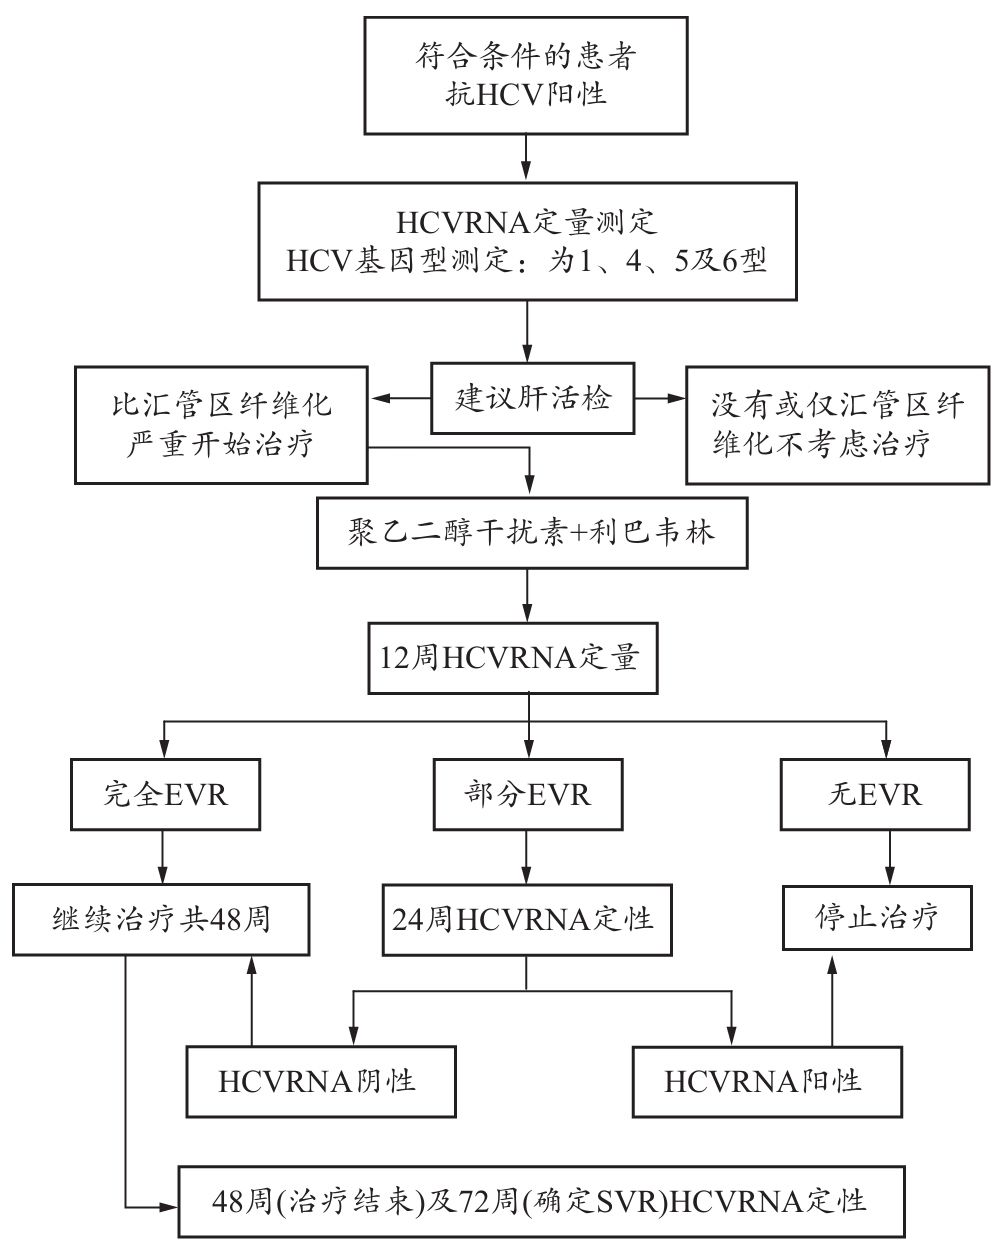 符合条件的患者
抗HCV阳性
HCVRNA定量测定
HCV基因型测定：为1、4、5及6型
建议肝活检
比汇管区纤维化
严重开始治疗
没有或仅汇管区纤
维化不考虑治疗
聚乙二醇干扰素+利巴韦林
12周HCVRNA定量
完全EVR
部分EVR
无EVR
继续治疗共48周
24周HCVRNA定性
停止治疗
HCVRNA阴性
HCVRNA阳性
48周(治疗结束)及72周(确定SVR)HCVRNA定性